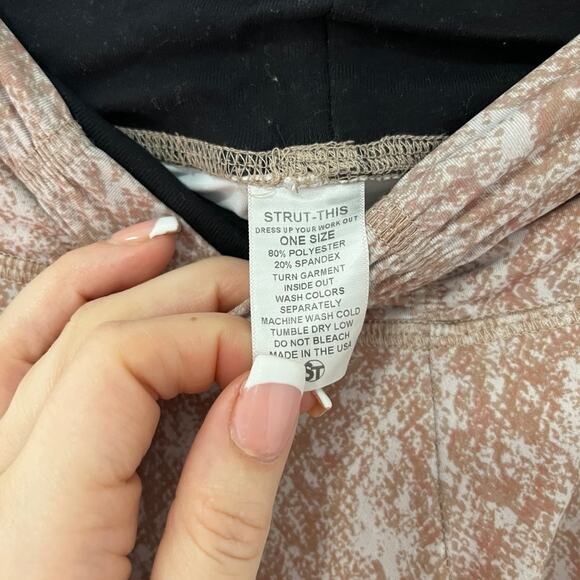 STRUT-THIS
DRESS UP YOUR WORK OUT
ONE SIZE
80% POLYESTER
20% SPANDEX
TURN GARMENT
INSIDE OUT
WASH COLORS
SEPARATELY
MACHINE WASH COLD
TUMBLE DRY LOW
DO NOT BLEACH
MADE IN THE USA
ST